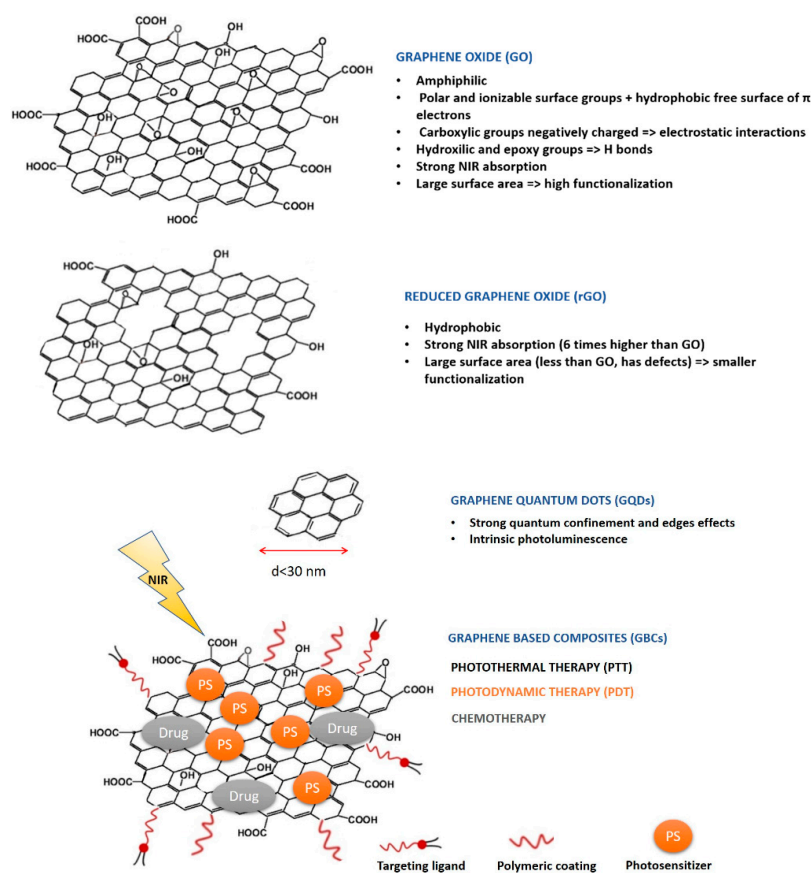 COOH
HOOC
O
OH
O
HOOC
OH
O
COOH
O
O
HOOC
OH
O
O
OH
HOOC
OH
OH
COOH
HOOC
O
COOH
HOOC
COOH
GRAPHENE OXIDE (GO)
• Amphiphilic
• Polar and ionizable surface groups + hydrophobic free surface of π
electrons
• Carboxylic groups negatively charged => electrostatic interactions
• Hydroxilic and epoxy groups => H bonds
• Strong NIR absorption
• Large surface area => high functionalization
HOOC
OH
O
OH
O
OH
OH
COOH
REDUCED GRAPHENE OXIDE (rGO)
• Hydrophobic
• Strong NIR absorption (6 times higher than GO)
• Large surface area (less than GO, has defects) => smaller
functionalization
d<30 nm
GRAPHENE QUANTUM DOTS (GQDs)
• Strong quantum confinement and edges effects
• Intrinsic photoluminescence
NIR
COOH
HOOC
O
OH
O
PS
PS
OH
COOH
PS
HOOC
Drug
PS
PS
Drug
OH
HOOC
OH
OH
COOH
HOOC
Drug
PS
COOH
HOOC
COOH
GRAPHENE BASED COMPOSITES (GBCs)
PHOTOTHERMAL THERAPY (PTT)
PHOTODYNAMIC THERAPY (PDT)
CHEMOTHERAPY
PS
Targeting ligand
Polymeric coating
Photosensitizer